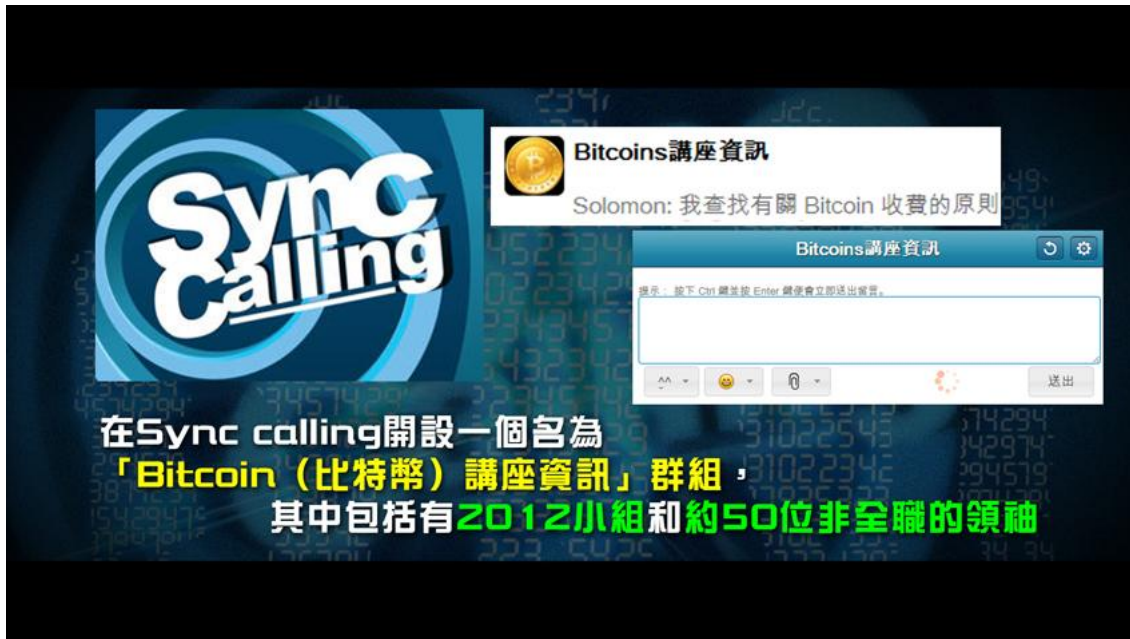 Sync
Calling
Bitcoins講座資訊
Solomon: 我查找有關 Bitcoin 收費的原則
Bitcoins講座資訊
提示： 按下 Ctrl 鍵並按 Enter 鍵便會立即送出留言。
^^
送出
在Sync calling開設一個名為
「Bitcoin（比特幣）講座資訊」群組，
其中包括有2012小組和約50位非全職的領袖